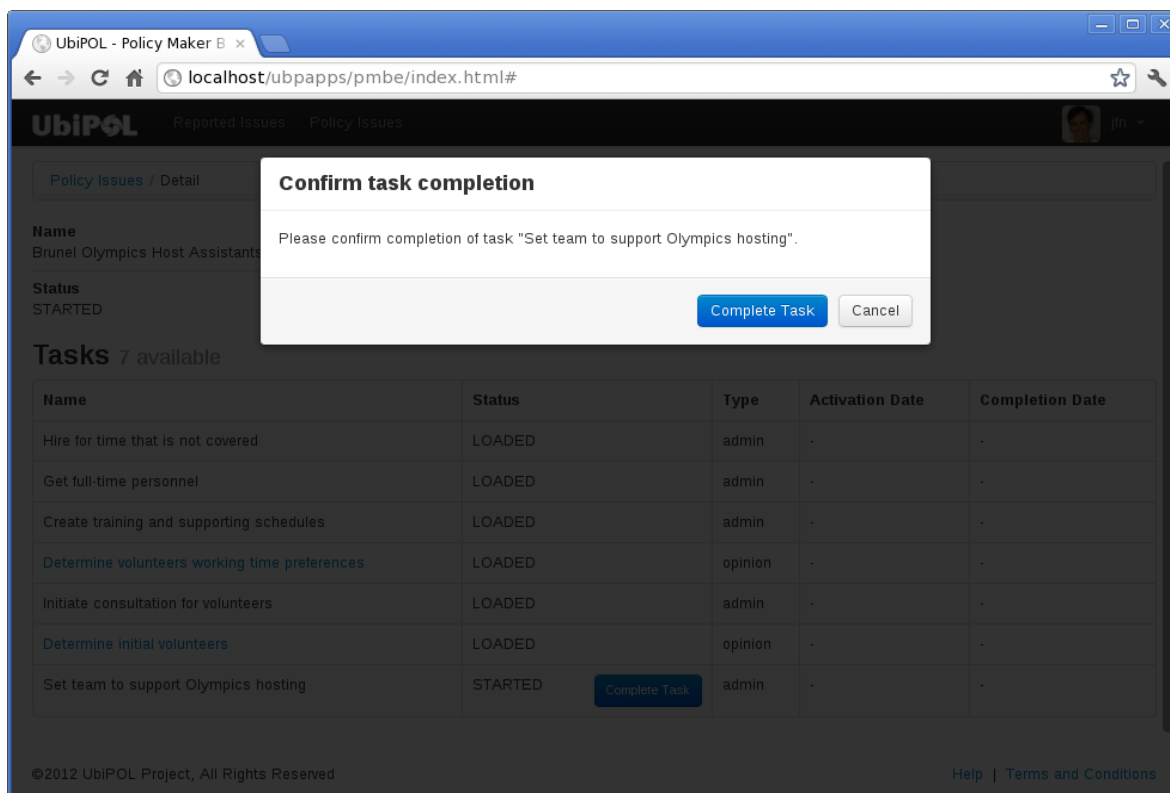 UbiPOL - Policy Maker B
localhost/ubpapps/pmbe/index.html#
UbiPOL Reported Issues Policy Issues jfn
Policy Issues / Detail
Confirm task completion
Please confirm completion of task "Set team to support Olympics hosting".
Complete Task Cancel
Name
Brunel Olympics Host Assistants
Status
STARTED
Tasks 7 available
Name Status Type Activation Date Completion Date
Hire for time that is not covered LOADED admin - -
Get full-time personnel LOADED admin - -
Create training and supporting schedules LOADED admin - -
Determine volunteers working time preferences LOADED opinion - -
Initiate consultation for volunteers LOADED admin - -
Determine initial volunteers LOADED opinion - -
Set team to support Olympics hosting STARTED Complete Task admin - -
©2012 UbiPOL Project, All Rights Reserved Help | Terms and Conditions